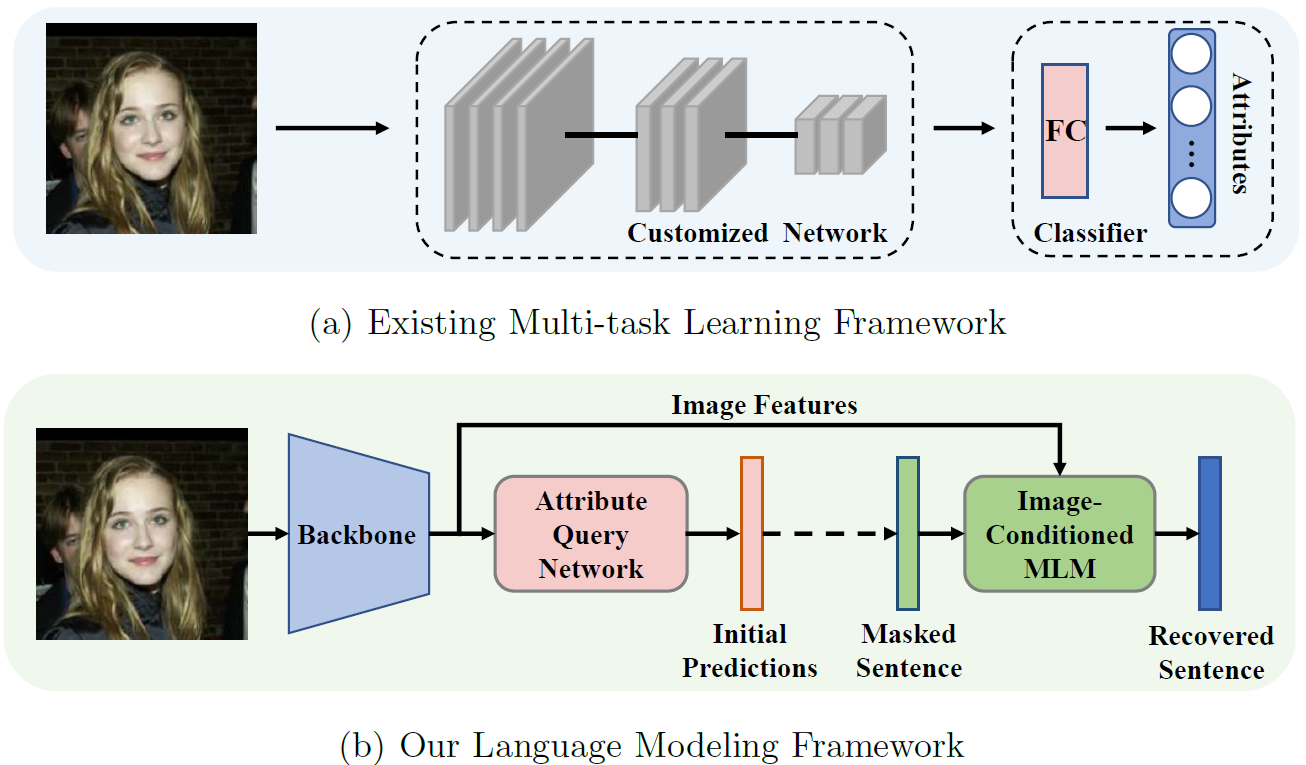 FC
Attributes
Customized Network
Classifier
(a) Existing Multi-task Learning Framework
Image Features
Backbone
Attribute
Query
Network
Image-
Conditioned
MLM
Initial
Predictions
Masked
Sentence
Recovered
Sentence
(b) Our Language Modeling Framework